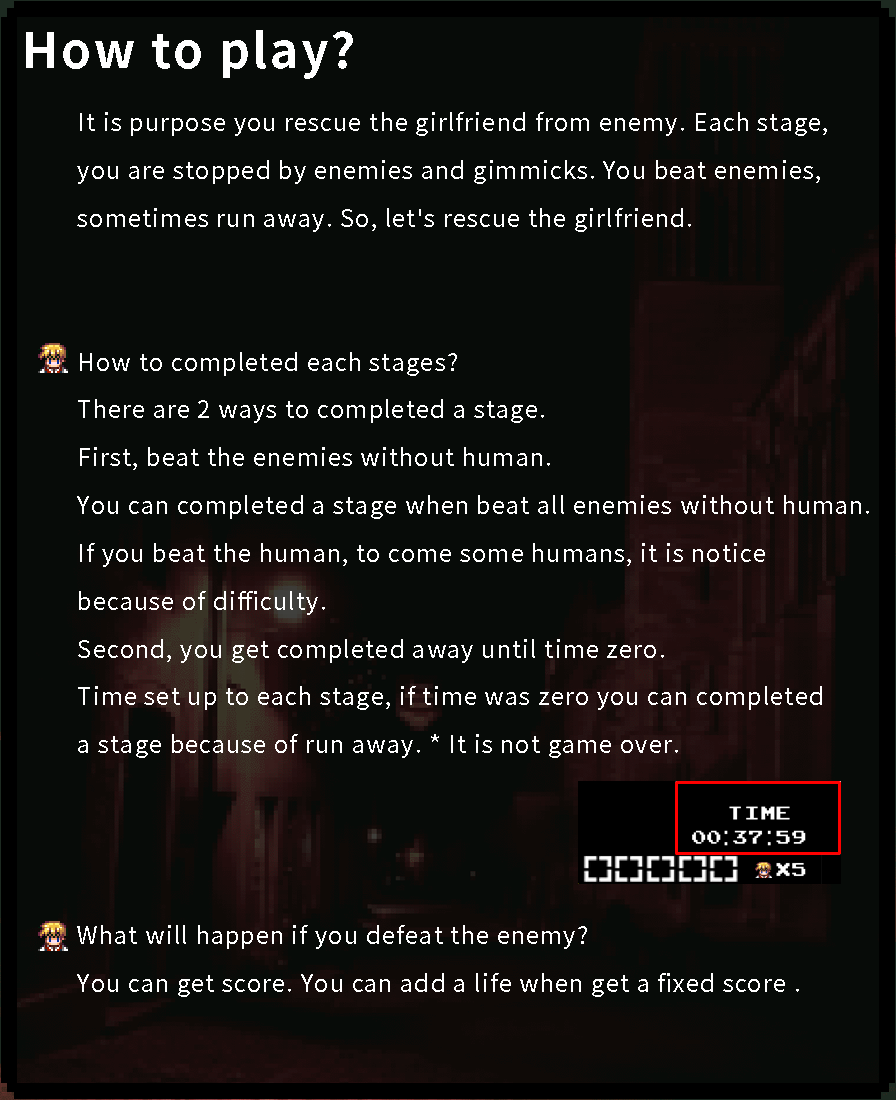 How to play?
It is purpose you rescue the girlfriend from enemy. Each stage,
you are stopped by enemies and gimmicks. You beat enemies,
sometimes run away. So, let's rescue the girlfriend.
How to completed each stages?
There are 2 ways to completed a stage.
First, beat the enemies without human.
You can completed a stage when beat all enemies without human.
If you beat the human, to come some humans, it is notice
because of difficulty.
Second, you get completed away until time zero.
Time set up to each stage, if time was zero you can completed
a stage because of run away. * It is not game over.
TIME
00:37:59
X5
What will happen if you defeat the enemy?
You can get score. You can add a life when get a fixed score .